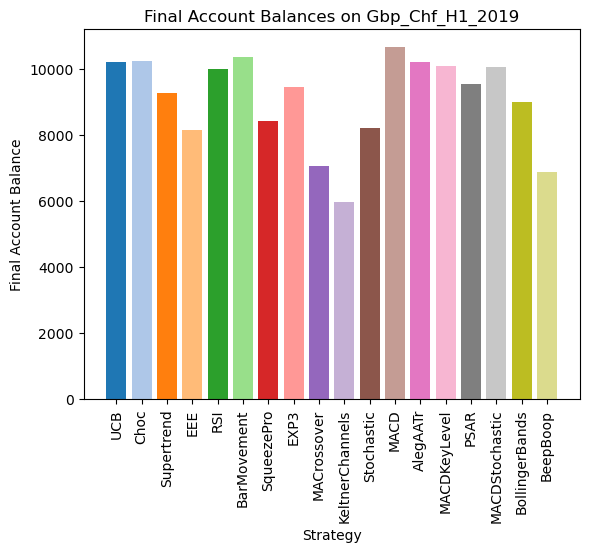 Final Account Balances on Gbp_Chf_H1_2019
Final Account Balance
10000
8000
6000
4000
2000
0
UCB
Choc
Supertrend
EEE
RSI
BarMovement
SqueezePro
EXP3
MACrossover
KeltnerChannels
Stochastic
MACD
AlegAATr
MACDKeyLevel
PSAR
MACDStochastic
BollingerBands
BeepBoop
Strategy